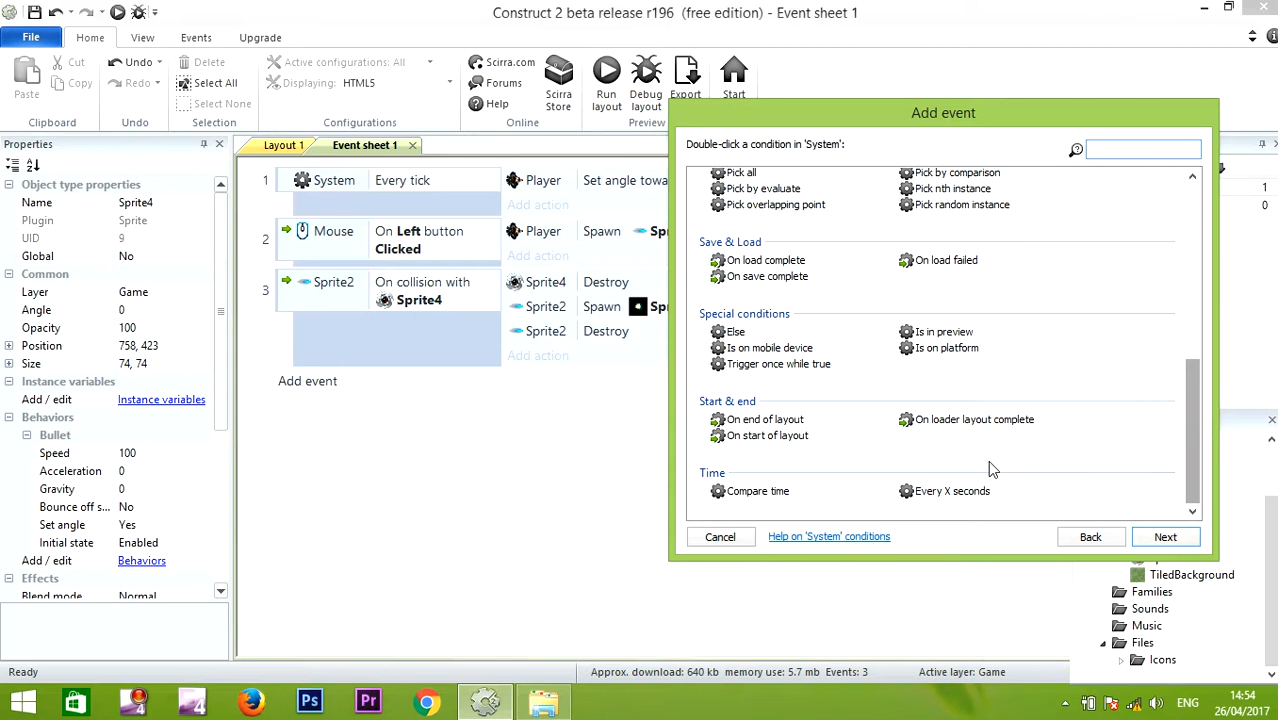 Construct 2 beta release r196 (free edition) - Event sheet 1
File Home View Events Upgrade
Paste Cut Copy
Clipboard
Undo Redo
Undo
Delete
Select All
Select None
Selection
Active configurations: All
Displaying: HTML5
Configurations
Scirra.com
Forums
Help
Scirra Store
Online
Run layout
Debug layout
Export
Start
Preview
Properties
Object type properties
Name Sprite4
Plugin Sprite
UID 9
Global No
Common
Layer Game
Angle 0
Opacity 100
Position 758, 423
Size 74, 74
Instance variables
Add / edit Instance variables
Behaviors
Bullet
Speed 100
Acceleration 0
Gravity 0
Bounce off s... No
Set angle Yes
Initial state Enabled
Add / edit Behaviors
Effects
Blend mode Normal
Layout 1 Event sheet 1
1 System Every tick Player Set angle towa
Add action
2 Mouse On Left button Clicked Player Spawn Sp
Add action
3 Sprite2 On collision with Sprite4 Sprite4 Destroy
Sprite2 Spawn Sp
Sprite2 Destroy
Add action
Add event
Add event
Double-click a condition in 'System':
Pick all Pick by comparison
Pick by evaluate Pick nth instance
Pick overlapping point Pick random instance
Save & Load
On load complete On load failed
On save complete
Special conditions
Else Is in preview
Is on mobile device Is on platform
Trigger once while true
Start & end
On end of layout On loader layout complete
On start of layout
Time
Compare time Every X seconds
Cancel Help on 'System' conditions Back Next
1
0
TiledBackground
Families
Sounds
Music
Files
Icons
Ready Approx. download: 640 kb memory use: 5.7 mb Events: 3 Active layer: Game
4 4 Ps Pr ENG 14:54
26/04/2017